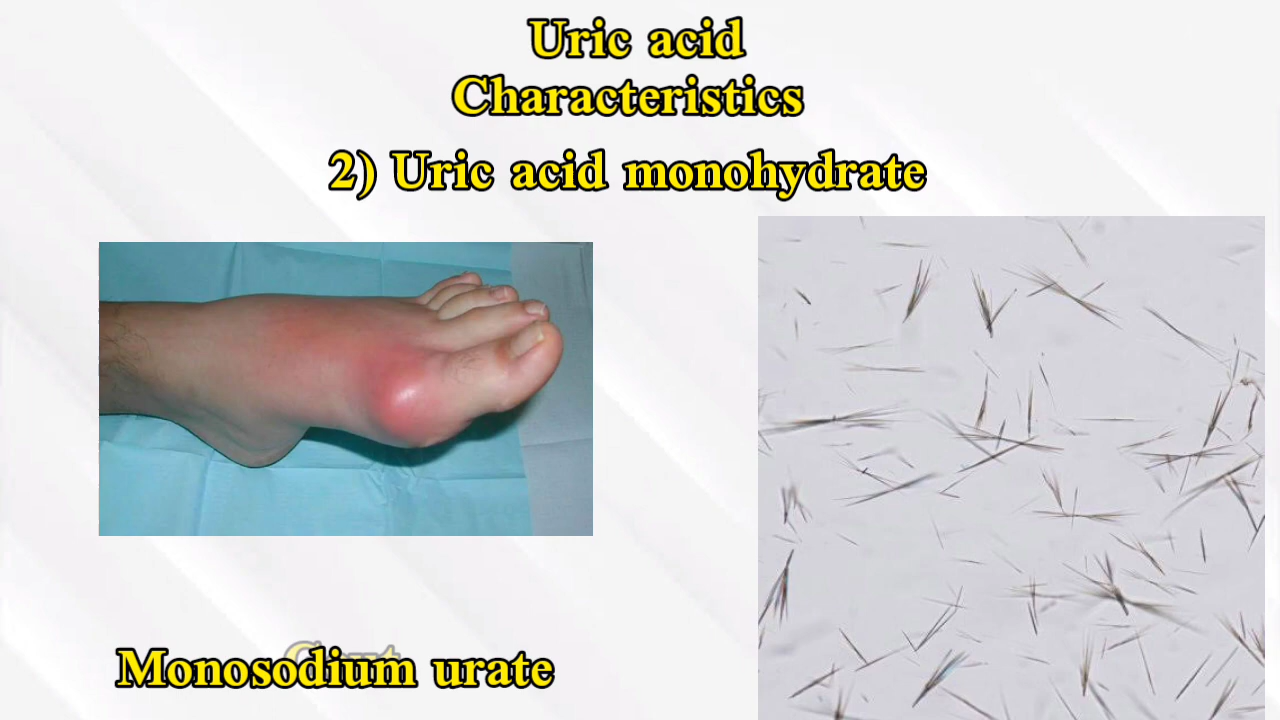 Uric acid
Characteristics
2) Uric acid monohydrate
Monosodium urate